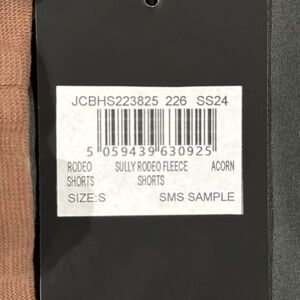 JCBHS223825 226 SS24
5 059439 630925
RODEO SULLY RODEO FLEECE ACORN
SHORTS SHORTS
SIZE:S SMS SAMPLE